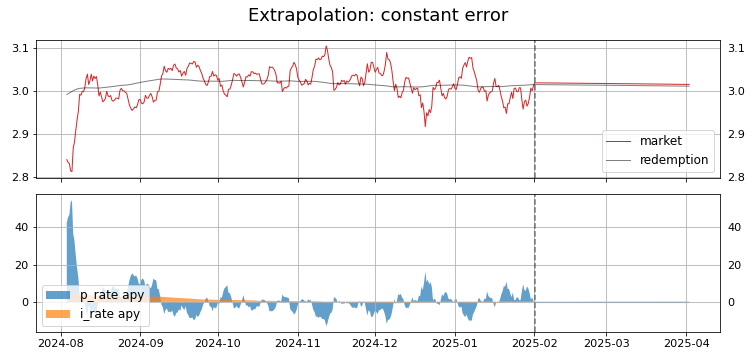 Extrapolation: constant error
3.1 3.1
3.0 3.0
2.9 2.9
2.8 2.8
market
redemption
40 40
20 20
0 0
p_rate apy
i_rate apy
2024-08 2024-09 2024-10 2024-11 2024-12 2025-01 2025-02 2025-03 2025-04